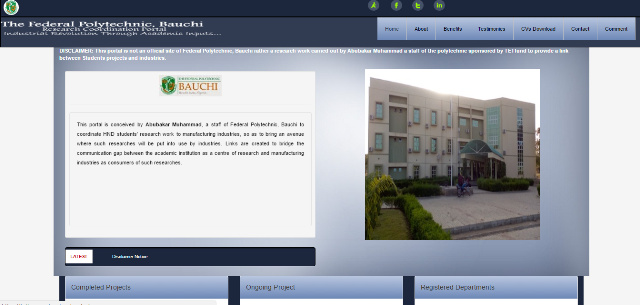 The Federal Polytechnic, Bauchi
Research Coordination Portal
Industrial Revolution Through Academic Inputs...
Home About Benefits Testimonies CVs Download Contact Comment
DISCLAIMER: This portal is not an official site of Federal Polytechnic, Bauchi rather a research work carried out by Abubakar Muhammad a staff of the polytechnic sponsored by TETfund to provide a link
between Students projects and industries.
BAUCHI
This portal is conceived by Abubakar Muhammad, a staff of Federal Polytechnic, Bauchi to
coordinate HND students' research work to manufacturing industries, so as to bring an avenue
where such researches will be put into use by industries. Links are created to bridge the
communication gap between the academic institution as a centre of research and manufacturing
industries as consumers of such researches.
LATEST Disclaimer Notice
Completed Projects Ongoing Project Registered Departments